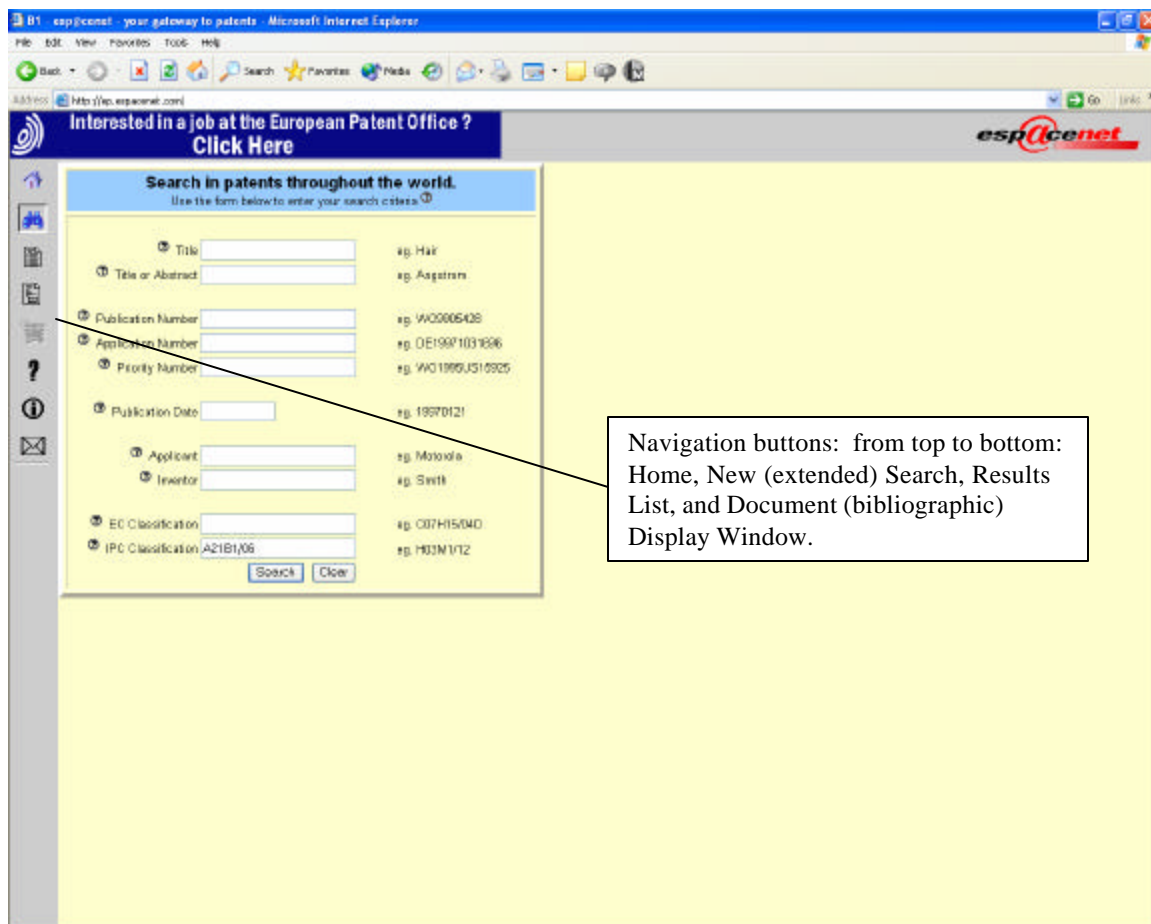 B1 - esp@cenet - your gateway to patents - Microsoft Internet Explorer
File Edit View Favorites Tools Help
Back Search Favorites Media
Address http://ep.espacenet.com/ Go Links
Interested in a job at the European Patent Office ?
Click Here
esp@cenet
Search in patents throughout the world.
Use the form below to enter your search criteria
Title eg. Hair
Title or Abstract eg. Angstrom
Publication Number eg. WO9805428
Application Number eg. DE19971031696
Priority Number eg. WO1995US15925
Publication Date eg. 19970121
Applicant eg. Motorola
Inventor eg. Smith
EC Classification eg. C07H15/04D
IPC Classification A21B1/06 eg. H03M1/12
Search Clear
Navigation buttons: from top to bottom:
Home, New (extended) Search, Results
List, and Document (bibliographic)
Display Window.